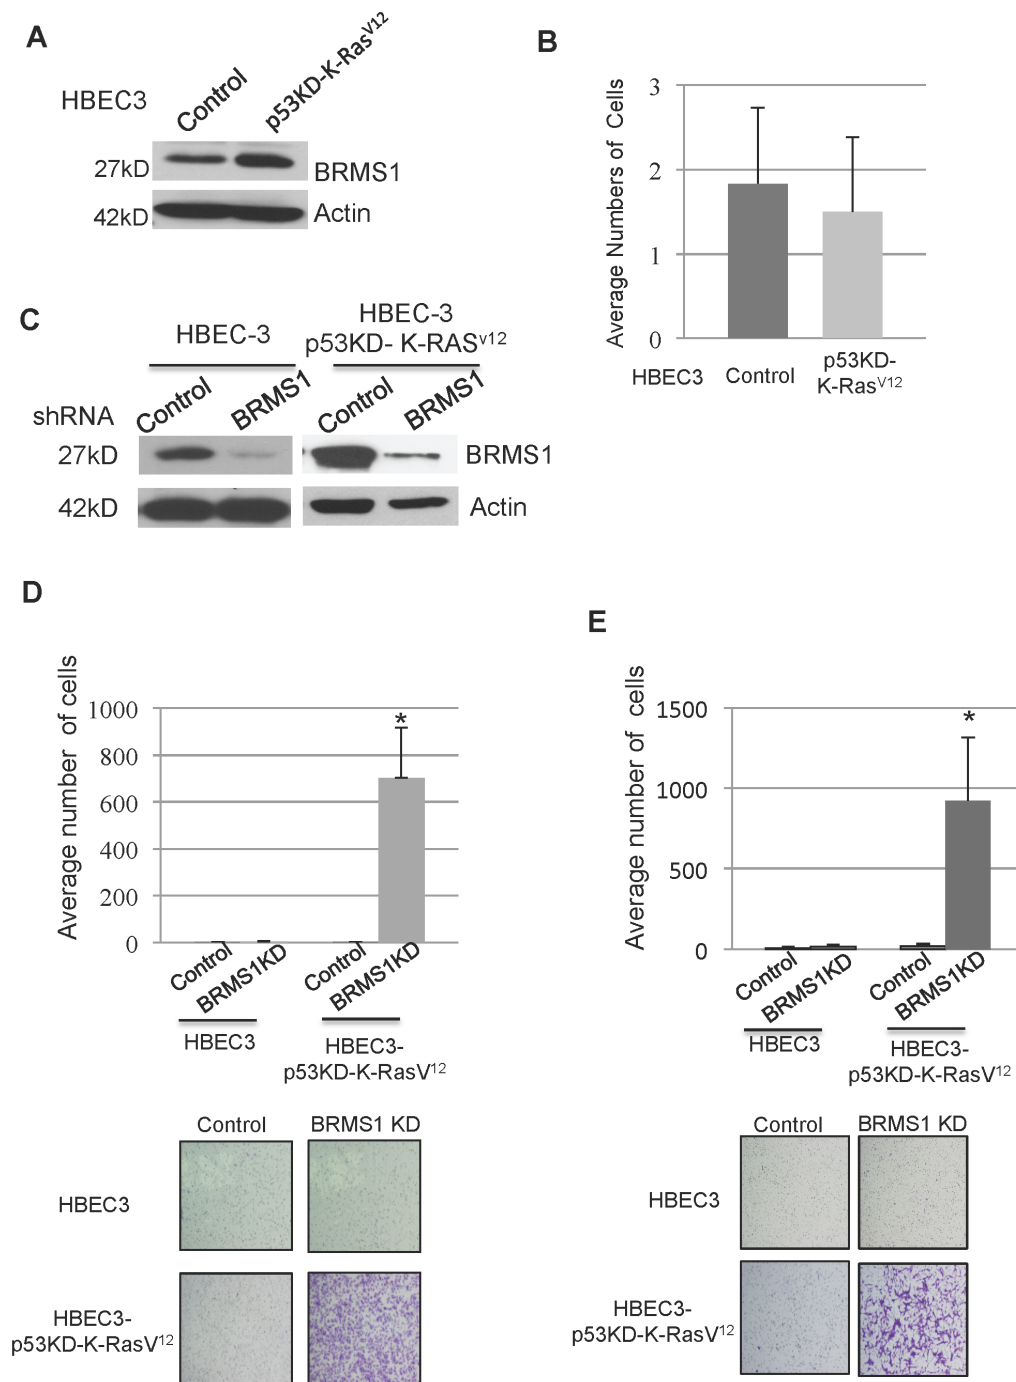 A
HBEC3
Control
p53KD-K-Ras^V12
27kD
BRMS1
42kD
Actin
B
Average Numbers of Cells
3
2
1
0
HBEC3
Control
p53KD-
K-Ras^V12
C
HBEC-3
HBEC-3
p53KD- K-RAS^v12
shRNA
Control
BRMS1
Control
BRMS1
27kD
BRMS1
42kD
Actin
D
Average number of cells
1000
800
600
400
200
0
*
Control
BRMS1KD
Control
BRMS1KD
HBEC3
HBEC3-
p53KD-K-RasV^12
Control
BRMS1 KD
HBEC3
HBEC3-
p53KD-K-RasV^12
E
Average number of cells
1500
1000
500
0
*
Control
BRMS1KD
Control
BRMS1KD
HBEC3
HBEC3-
p53KD-K-RasV^12
Control
BRMS1 KD
HBEC3
HBEC3-
p53KD-K-RasV^12